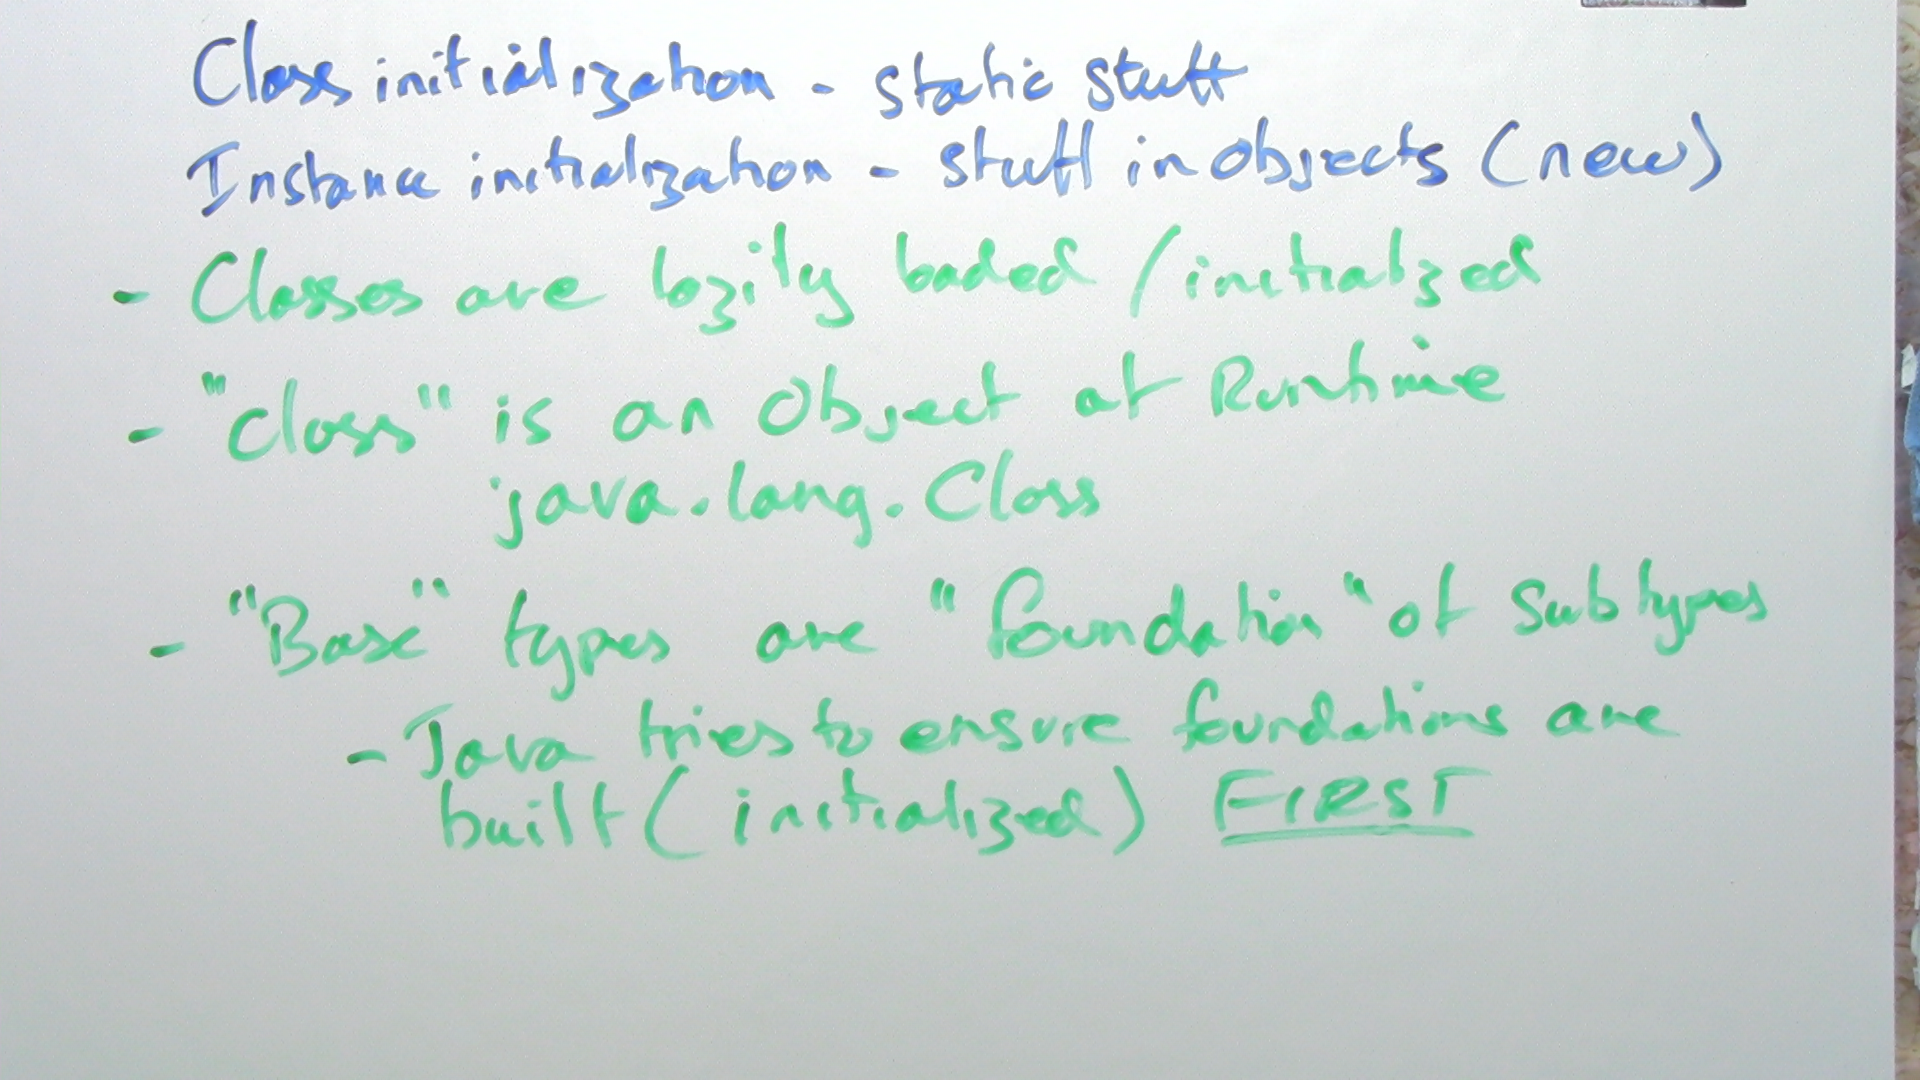 Class initialization - static stuff
Instance initialization - stuff in objects (new)
- Classes are lazily loaded / initialized
- "class" is an Object at Runtime
java.lang.Class
- "Base" types are "foundation" of subtypes
- Java tries to ensure foundations are
built (initialized) FIRST